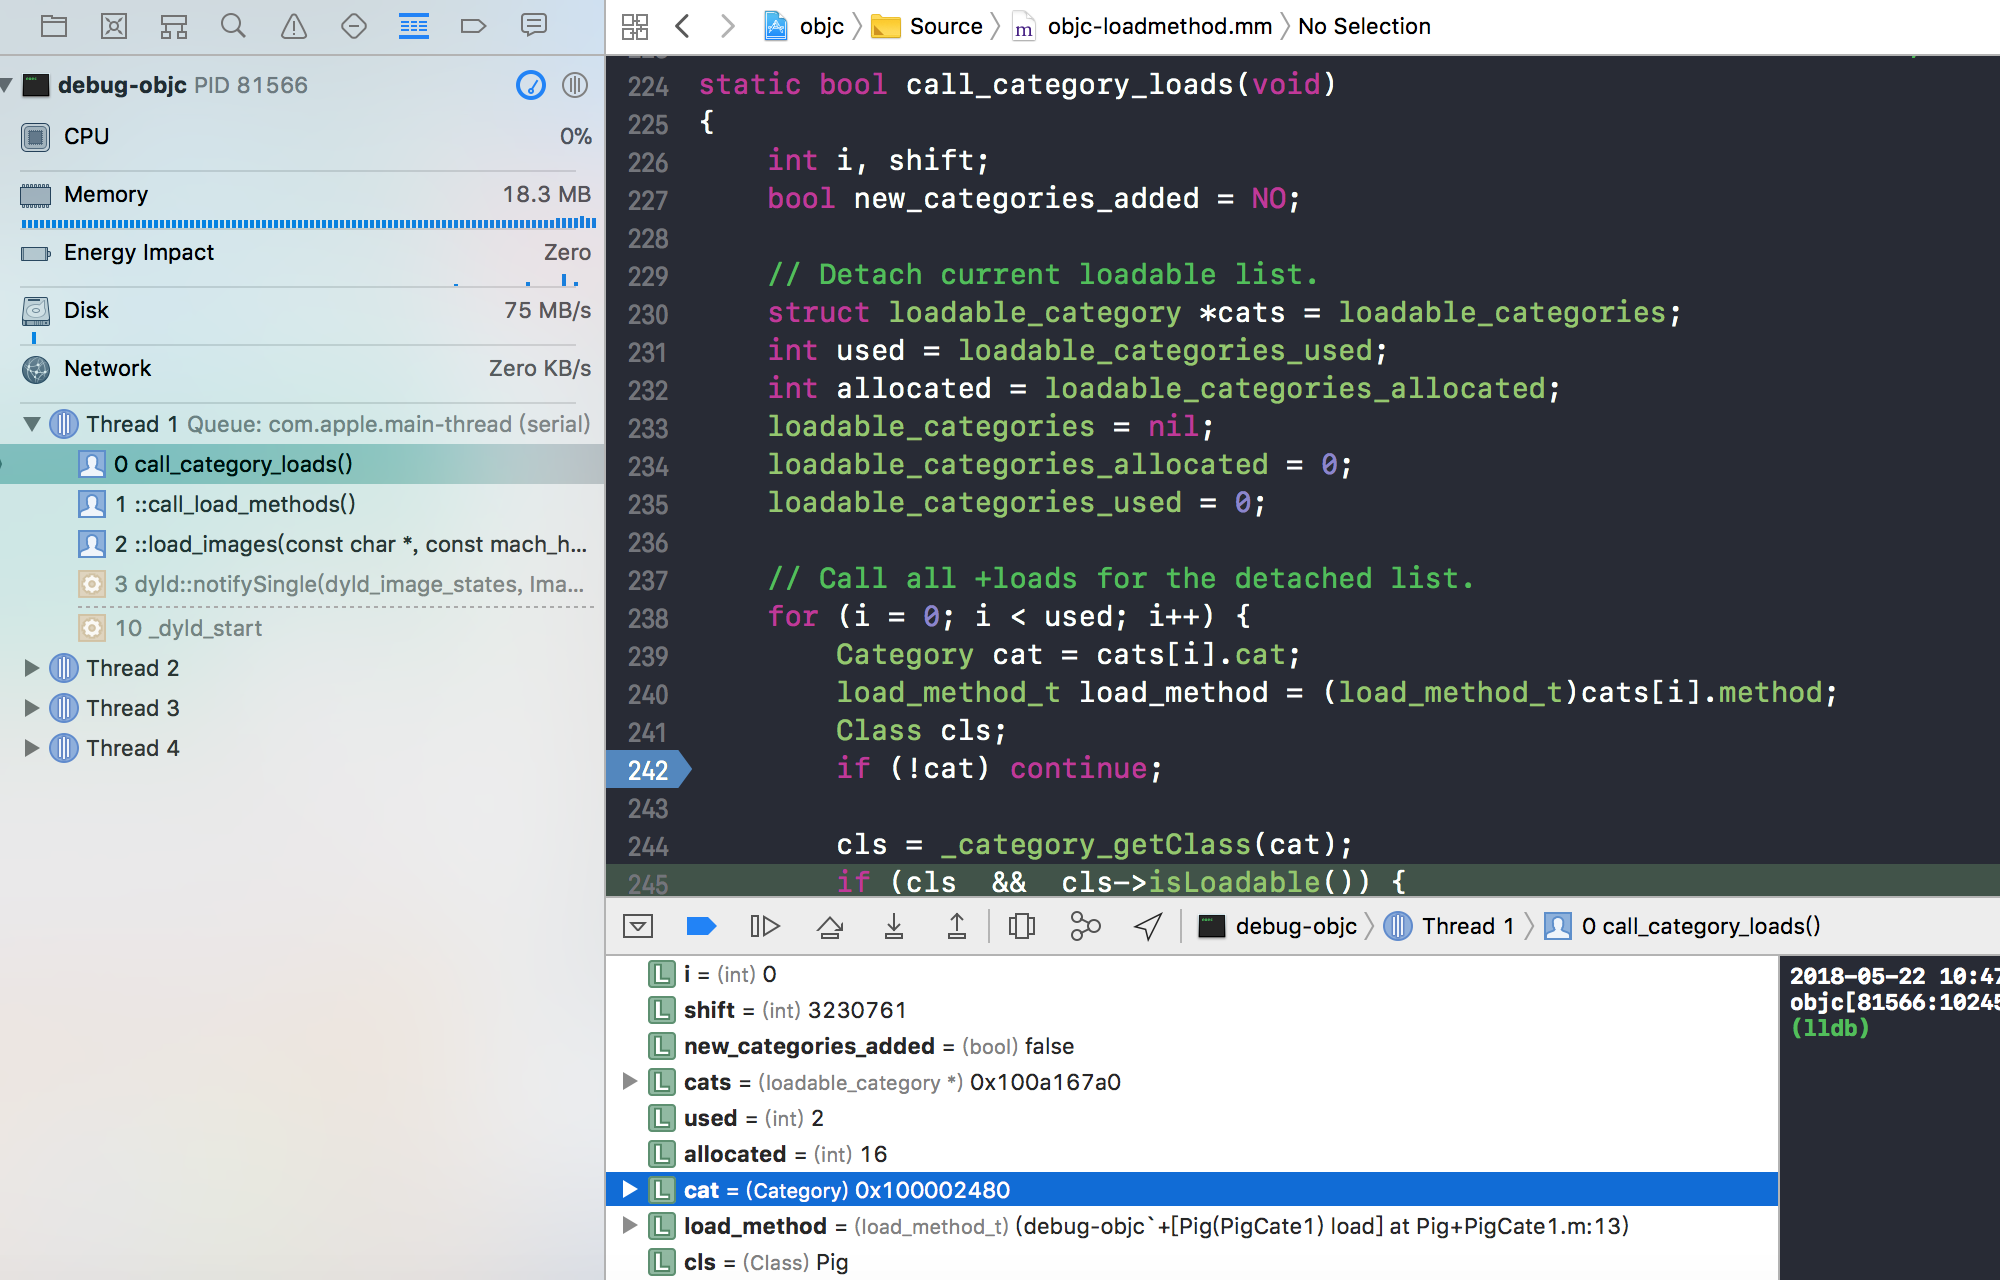 objc Source m objc-loadmethod.mm No Selection
debug-objc PID 81566
CPU 0%
Memory 18.3 MB
Energy Impact Zero
Disk 75 MB/s
Network Zero KB/s
Thread 1 Queue: com.apple.main-thread (serial)
0 call_category_loads()
1 ::call_load_methods()
2 ::load_images(const char *, const mach_h...
3 dyld::notifySingle(dyld_image_states, Ima...
10 _dyld_start
Thread 2
Thread 3
Thread 4
224 static bool call_category_loads(void)
225 {
226 int i, shift;
227 bool new_categories_added = NO;
228
229 // Detach current loadable list.
230 struct loadable_category *cats = loadable_categories;
231 int used = loadable_categories_used;
232 int allocated = loadable_categories_allocated;
233 loadable_categories = nil;
234 loadable_categories_allocated = 0;
235 loadable_categories_used = 0;
236
237 // Call all +loads for the detached list.
238 for (i = 0; i < used; i++) {
239 Category cat = cats[i].cat;
240 load_method_t load_method = (load_method_t)cats[i].method;
241 Class cls;
242 if (!cat) continue;
243
244 cls = _category_getClass(cat);
245 if (cls && cls->isLoadable()) {
debug-objc Thread 1 0 call_category_loads()
L i = (int) 0
L shift = (int) 3230761
L new_categories_added = (bool) false
L cats = (loadable_category *) 0x100a167a0
L used = (int) 2
L allocated = (int) 16
L cat = (Category) 0x100002480
L load_method = (load_method_t) (debug-objc`+[Pig(PigCate1) load] at Pig+PigCate1.m:13)
L cls = (Class) Pig
2018-05-22 10:47
objc[81566:10245
(lldb)